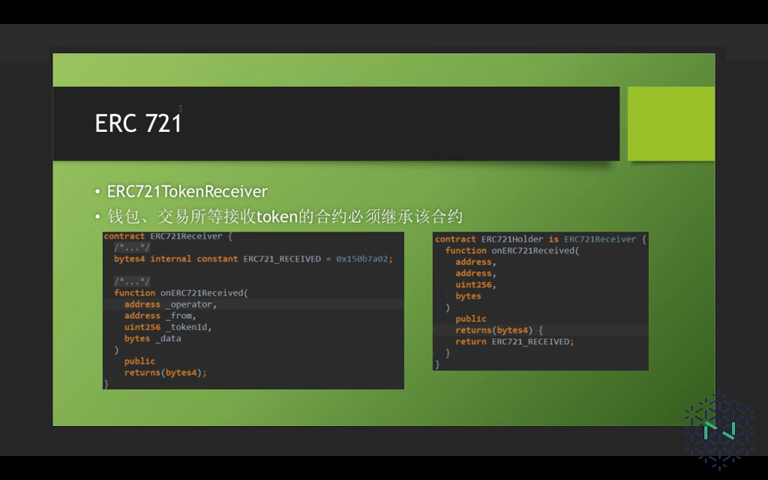 ERC 721
• ERC721TokenReceiver
• 钱包、交易所等接收token的合约必须继承该合约
contract ERC721Receiver {
/*...*/
bytes4 internal constant ERC721_RECEIVED = 0x150b7a02;
/*...*/
function onERC721Received(
address _operator,
address _from,
uint256 _tokenId,
bytes _data
)
public
returns(bytes4);
}
contract ERC721Holder is ERC721Receiver {
function onERC721Received(
address,
address,
uint256,
bytes
)
public
returns(bytes4) {
return ERC721_RECEIVED;
}
}